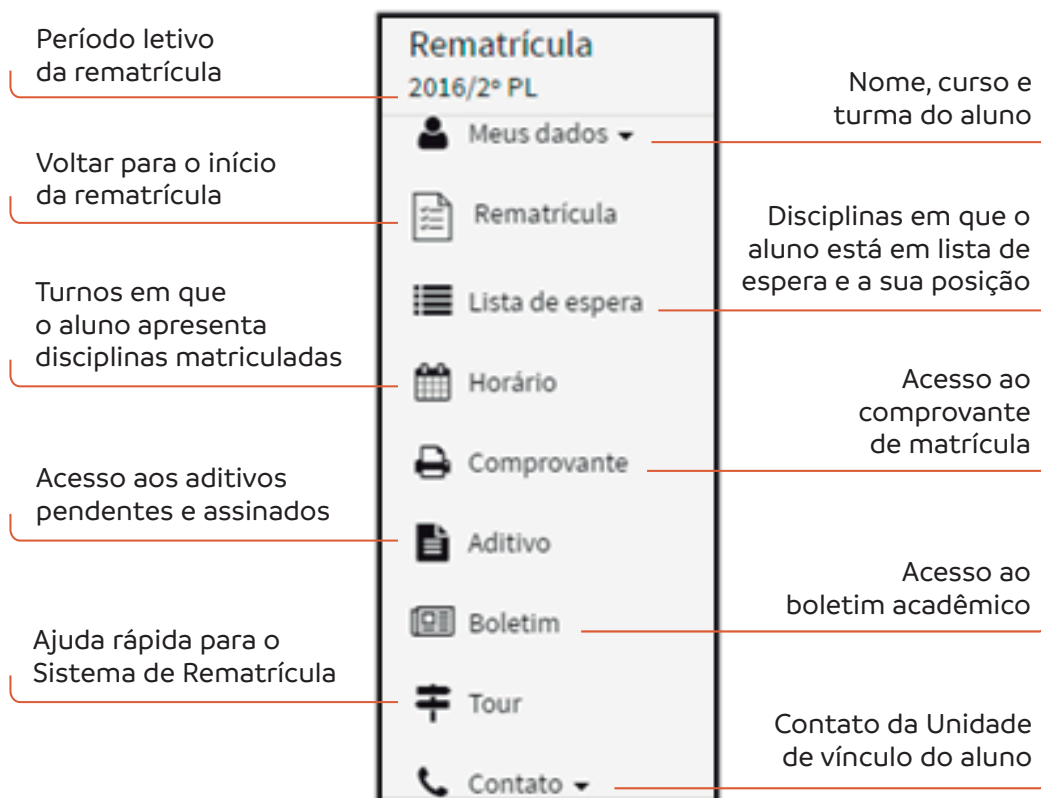 Período letivo
da rematrícula
Voltar para o início
da rematrícula
Turnos em que
o aluno apresenta
disciplinas matriculadas
Acesso aos aditivos
pendentes e assinados
Ajuda rápida para o
Sistema de Rematrícula
Rematrícula
2016/2º PL
Meus dados
Rematrícula
Lista de espera
Horário
Comprovante
Aditivo
Boletim
Tour
Contato
Nome, curso e
turma do aluno
Disciplinas em que o
aluno está em lista de
espera e a sua posição
Acesso ao
comprovante
de matrícula
Acesso ao
boletim acadêmico
Contato da Unidade
de vínculo do aluno